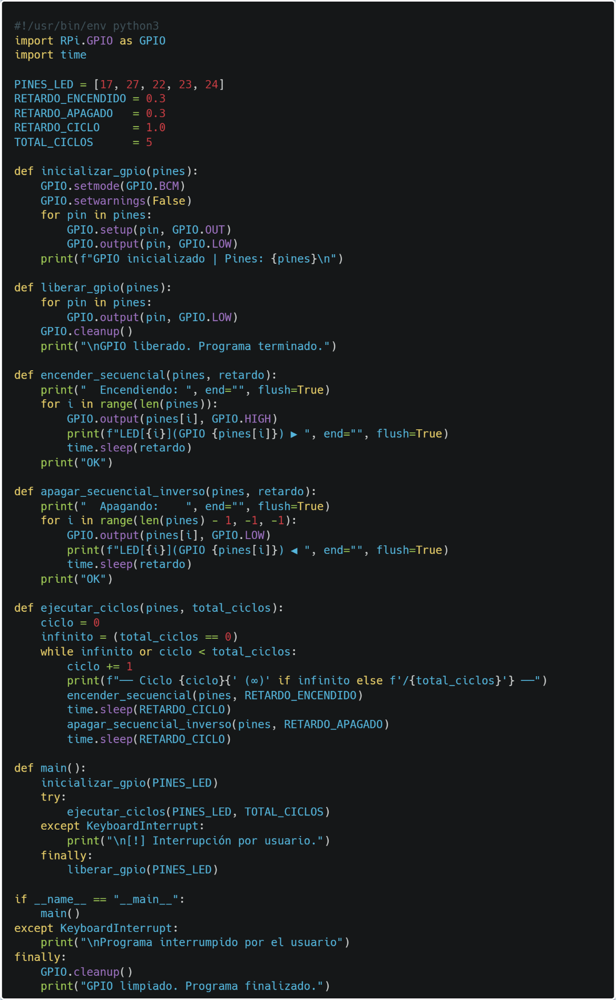 #!/usr/bin/env python3
import RPi.GPIO as GPIO
import time

PINES_LED = [17, 27, 22, 23, 24]
RETARDO_ENCENDIDO = 0.3
RETARDO_APAGADO   = 0.3
RETARDO_CICLO     = 1.0
TOTAL_CICLOS      = 5

def inicializar_gpio(pines):
    GPIO.setmode(GPIO.BCM)
    GPIO.setwarnings(False)
    for pin in pines:
        GPIO.setup(pin, GPIO.OUT)
        GPIO.output(pin, GPIO.LOW)
    print(f"GPIO inicializado | Pines: {pines}\n")

def liberar_gpio(pines):
    for pin in pines:
        GPIO.output(pin, GPIO.LOW)
    GPIO.cleanup()
    print("\nGPIO liberado. Programa terminado.")

def encender_secuencial(pines, retardo):
    print("  Encendiendo: ", end="", flush=True)
    for i in range(len(pines)):
        GPIO.output(pines[i], GPIO.HIGH)
        print(f"LED[{i}](GPIO {pines[i]}) ▶ ", end="", flush=True)
        time.sleep(retardo)
    print("OK")

def apagar_secuencial_inverso(pines, retardo):
    print("  Apagando:    ", end="", flush=True)
    for i in range(len(pines) - 1, -1, -1):
        GPIO.output(pines[i], GPIO.LOW)
        print(f"LED[{i}](GPIO {pines[i]}) ◀ ", end="", flush=True)
        time.sleep(retardo)
    print("OK")

def ejecutar_ciclos(pines, total_ciclos):
    ciclo = 0
    infinito = (total_ciclos == 0)
    while infinito or ciclo < total_ciclos:
        ciclo += 1
        print(f"── Ciclo {ciclo}{' (∞)' if infinito else f'/{total_ciclos}'} ──")
        encender_secuencial(pines, RETARDO_ENCENDIDO)
        time.sleep(RETARDO_CICLO)
        apagar_secuencial_inverso(pines, RETARDO_APAGADO)
        time.sleep(RETARDO_CICLO)

def main():
    inicializar_gpio(PINES_LED)
    try:
        ejecutar_ciclos(PINES_LED, TOTAL_CICLOS)
    except KeyboardInterrupt:
        print("\n[!] Interrupción por usuario.")
    finally:
        liberar_gpio(PINES_LED)

if __name__ == "__main__":
    main()
except KeyboardInterrupt:
    print("\nPrograma interrumpido por el usuario")
finally:
    GPIO.cleanup()
    print("GPIO limpiado. Programa finalizado.")